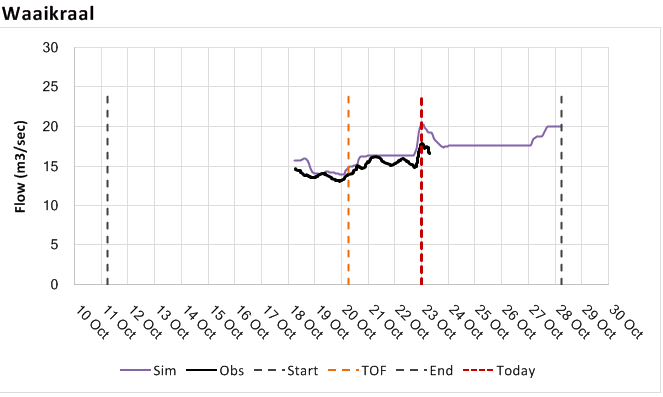 Waaikraal
30
25
20
15
10
5
0
Flow (m3/sec)
10 Oct
11 Oct
12 Oct
13 Oct
14 Oct
15 Oct
16 Oct
17 Oct
18 Oct
19 Oct
20 Oct
21 Oct
22 Oct
23 Oct
24 Oct
25 Oct
26 Oct
27 Oct
28 Oct
29 Oct
30 Oct
Sim Obs Start TOF End Today